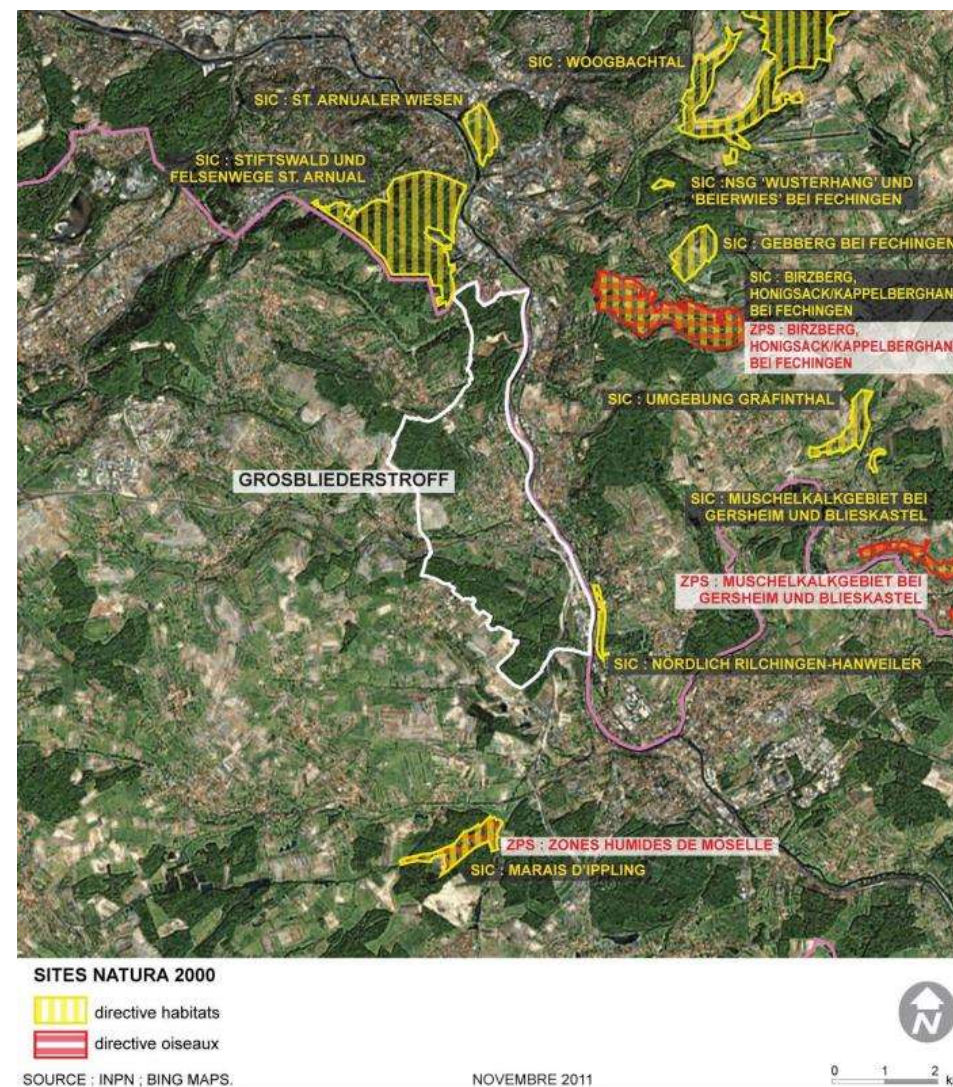 SIC : WOOGBACHTAL
SIC : ST. ARNUALER WIESEN
SIC : STIFTSWALD UND
FELSENWEGE ST. ARNUAL
SIC :NSG 'WUSTERHANG' UND
'BEIERWIES' BEI FECHINGEN
SIC : GEBBERG BEI FECHINGEN
SIC : BIRZBERG,
HONIGSACK/KAPPELBERGHAN
BEI FECHINGEN
ZPS : BIRZBERG,
HONIGSACK/KAPPELBERGHAN
BEI FECHINGEN
SIC : UMGEBUNG GRÄFINTHAL
GROSBLIEDERSTROFF
SIC : MUSCHELKALKGEBIET BEI
GERSHEIM UND BLIESKASTEL
ZPS : MUSCHELKALKGEBIET BEI
GERSHEIM UND BLIESKASTEL
SIC : NÖRDLICH RILCHINGEN-HANWEILER
ZPS : ZONES HUMIDES DE MOSELLE
SIC : MARAIS D'IPPLING
SITES NATURA 2000
directive habitats
directive oiseaux
N
SOURCE : INPN ; BING MAPS.
NOVEMBRE 2011
0 1 2 k